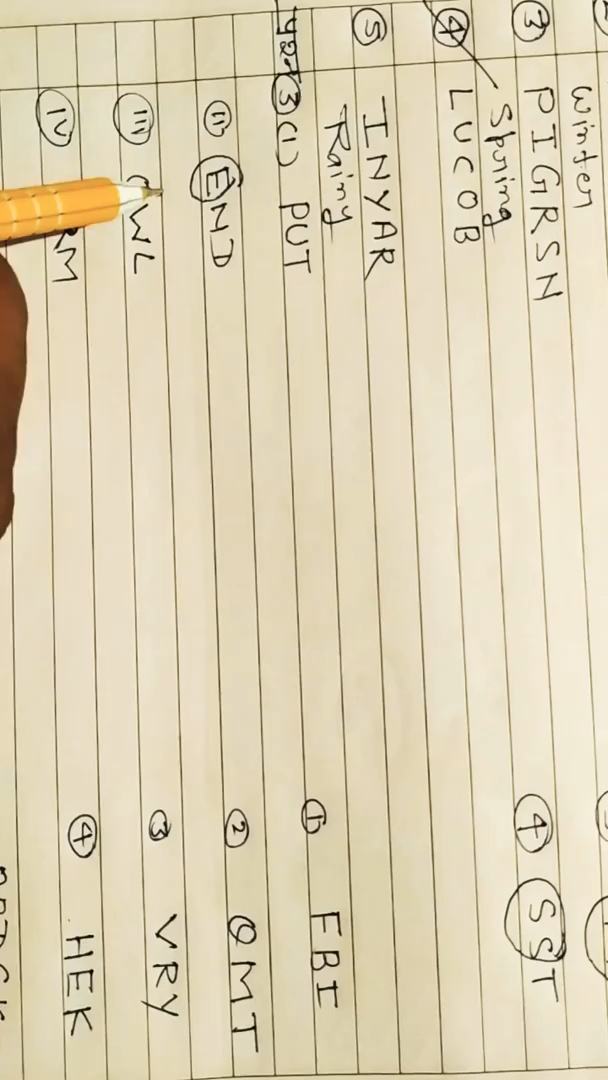 Winter
③ PIGRSN ④ SST
Spring
④ LUCOB
⑤ INYAR
Rainy
3 (1) PUT ① FBI
(ii) END ② QMT
(iii) WL ③ VRY
(iv) RM ④ HEK